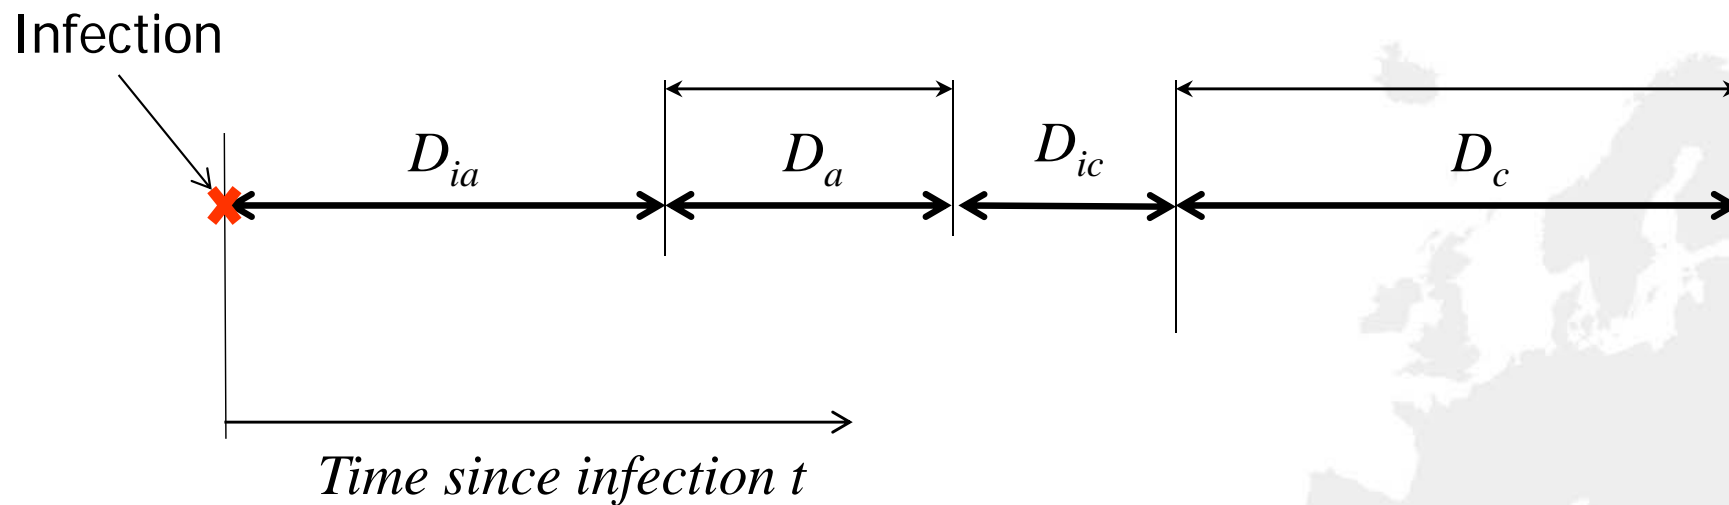 Infection
D_ia
D_a
D_ic
D_c
Time since infection t